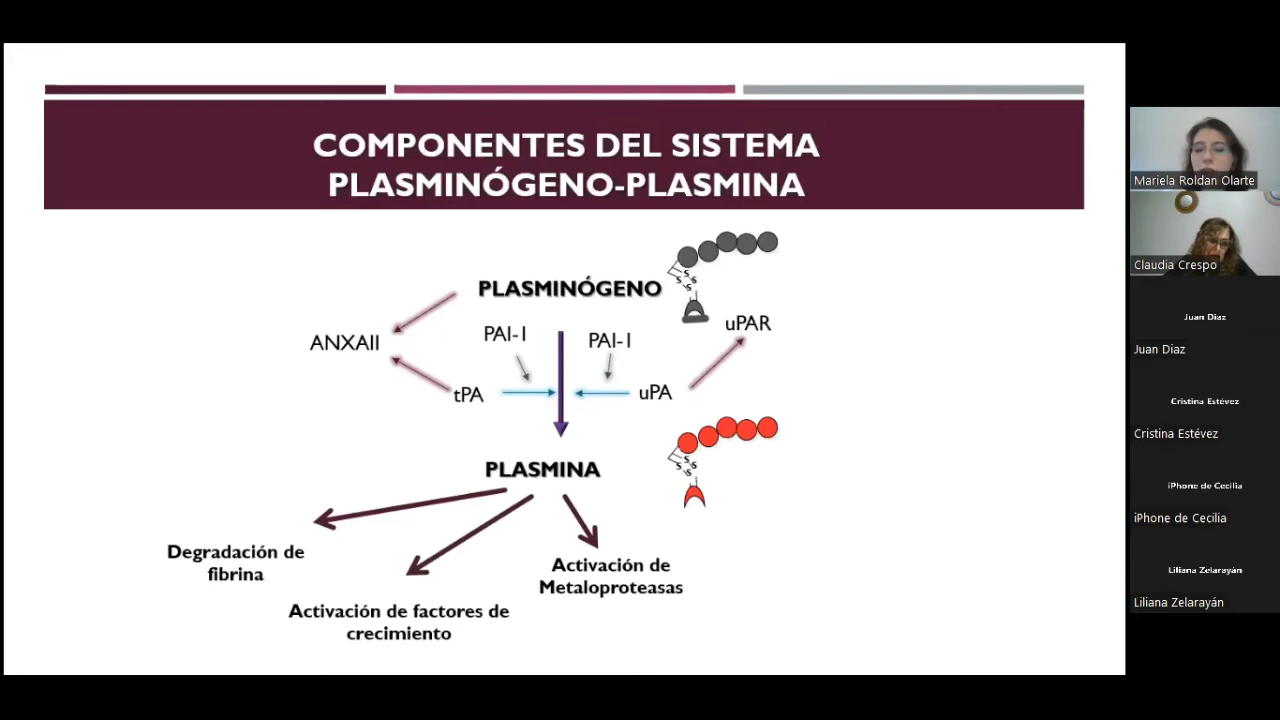 COMPONENTES DEL SISTEMA
PLASMINÓGENO-PLASMINA
PLASMINÓGENO
S
S
S
S
uPAR
PAI-1
PAI-1
ANXAII
tPA
uPA
PLASMINA
S
S
S
S
Degradación de
fibrina
Activación de
Metaloproteasas
Activación de factores de
crecimiento
Mariela Roldan Olarte
Claudia Crespo
Juan Diaz
Juan Diaz
Cristina Estévez
Cristina Estévez
iPhone de Cecilia
iPhone de Cecilia
Liliana Zelarayán
Liliana Zelarayán